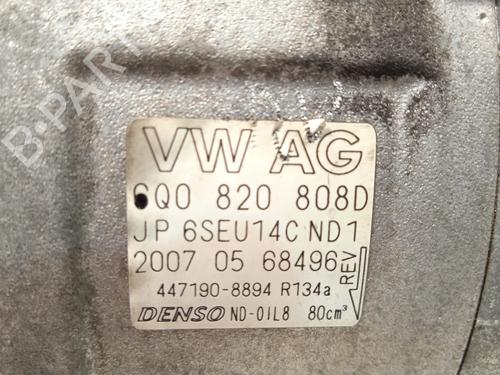 B-PARTS
VW AG
6Q0 820 808D
JP 6SEU14C ND1
2007 05 68496
REV
447190-8894 R134a
DENSO ND-OIL8 80cm³